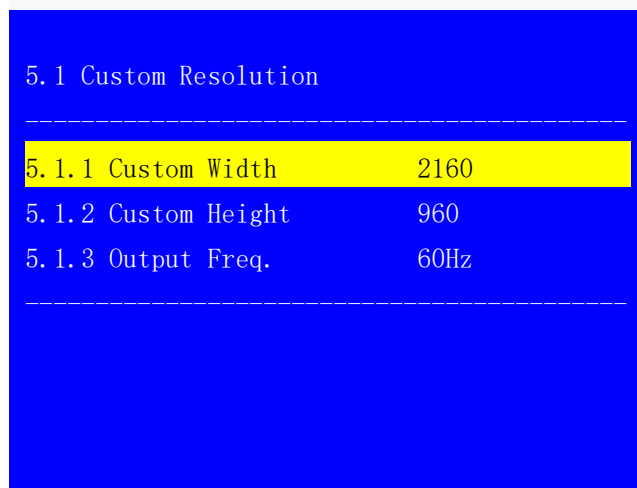 5.1 Custom Resolution
5.1.1 Custom Width 2160
5.1.2 Custom Height 960
5.1.3 Output Freq. 60Hz